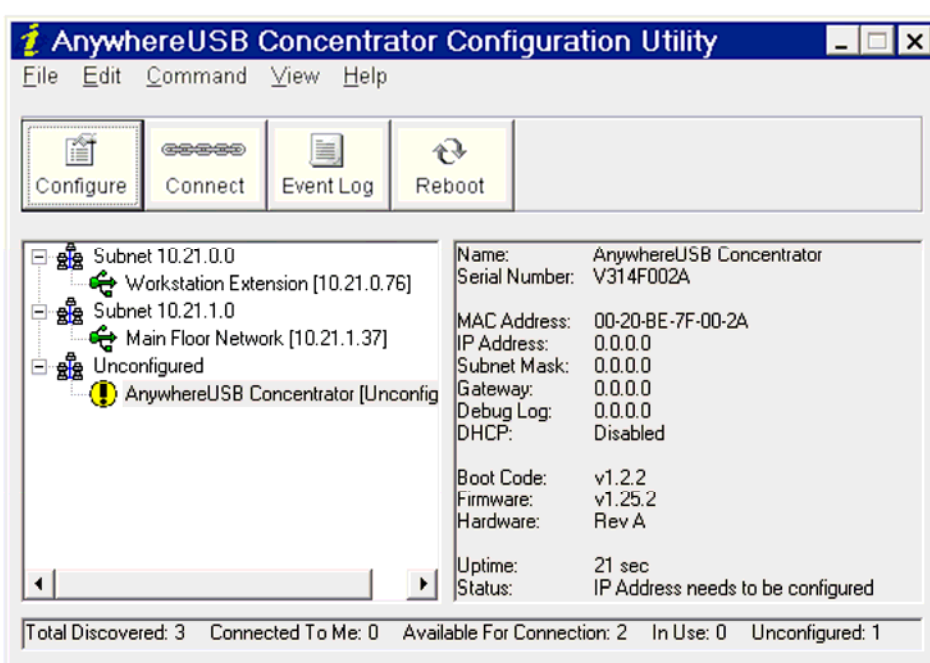 AnywhereUSB Concentrator Configuration Utility
File Edit Command View Help
Configure Connect Event Log Reboot
Subnet 10.21.0.0
Workstation Extension [10.21.0.76]
Subnet 10.21.1.0
Main Floor Network [10.21.1.37]
Unconfigured
AnywhereUSB Concentrator [Unconfig
Name: AnywhereUSB Concentrator
Serial Number: V314F002A
MAC Address: 00-20-BE-7F-00-2A
IP Address: 0.0.0.0
Subnet Mask: 0.0.0.0
Gateway: 0.0.0.0
Debug Log: 0.0.0.0
DHCP: Disabled
Boot Code: v1.2.2
Firmware: v1.25.2
Hardware: Rev A
Uptime: 21 sec
Status: IP Address needs to be configured
Total Discovered: 3 Connected To Me: 0 Available For Connection: 2 In Use: 0 Unconfigured: 1